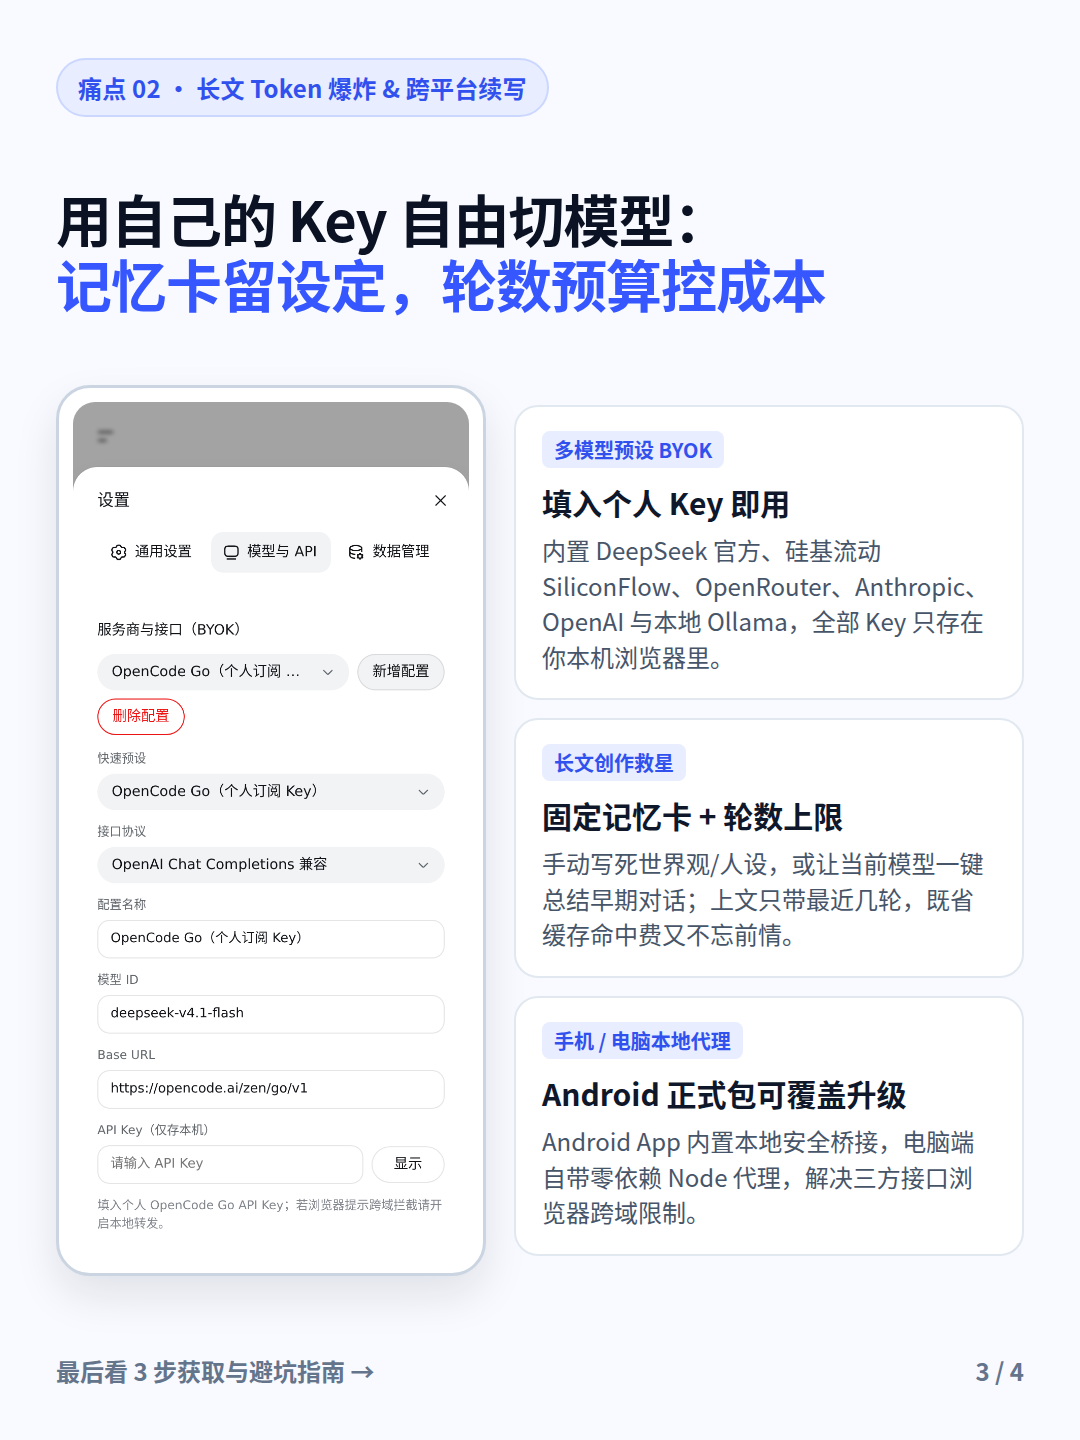 痛点 02 · 长文 Token 爆炸 & 跨平台续写
用自己的 Key 自由切模型：
记忆卡留设定，轮数预算控成本
设置
通用设置
模型与 API
数据管理
服务商与接口（BYOK）
OpenCode Go（个人订阅 ...
新增配置
删除配置
快速预设
OpenCode Go（个人订阅 Key）
接口协议
OpenAI Chat Completions 兼容
配置名称
OpenCode Go（个人订阅 Key）
模型 ID
deepseek-v4.1-flash
Base URL
https://opencode.ai/zen/go/v1
API Key（仅存本机）
请输入 API Key
显示
填入个人 OpenCode Go API Key；若浏览器提示跨域拦截请开
启本地转发。
多模型预设 BYOK
填入个人 Key 即用
内置 DeepSeek 官方、硅基流动
SiliconFlow、OpenRouter、Anthropic、
OpenAI 与本地 Ollama，全部 Key 只存在
你本机浏览器里。
长文创作救星
固定记忆卡 + 轮数上限
手动写死世界观/人设，或让当前模型一键
总结早期对话；上文只带最近几轮，既省
缓存命中费又不忘前情。
手机 / 电脑本地代理
Android 正式包可覆盖升级
Android App 内置本地安全桥接，电脑端
自带零依赖 Node 代理，解决三方接口浏
览器跨域限制。
最后看 3 步获取与避坑指南 →
3 / 4